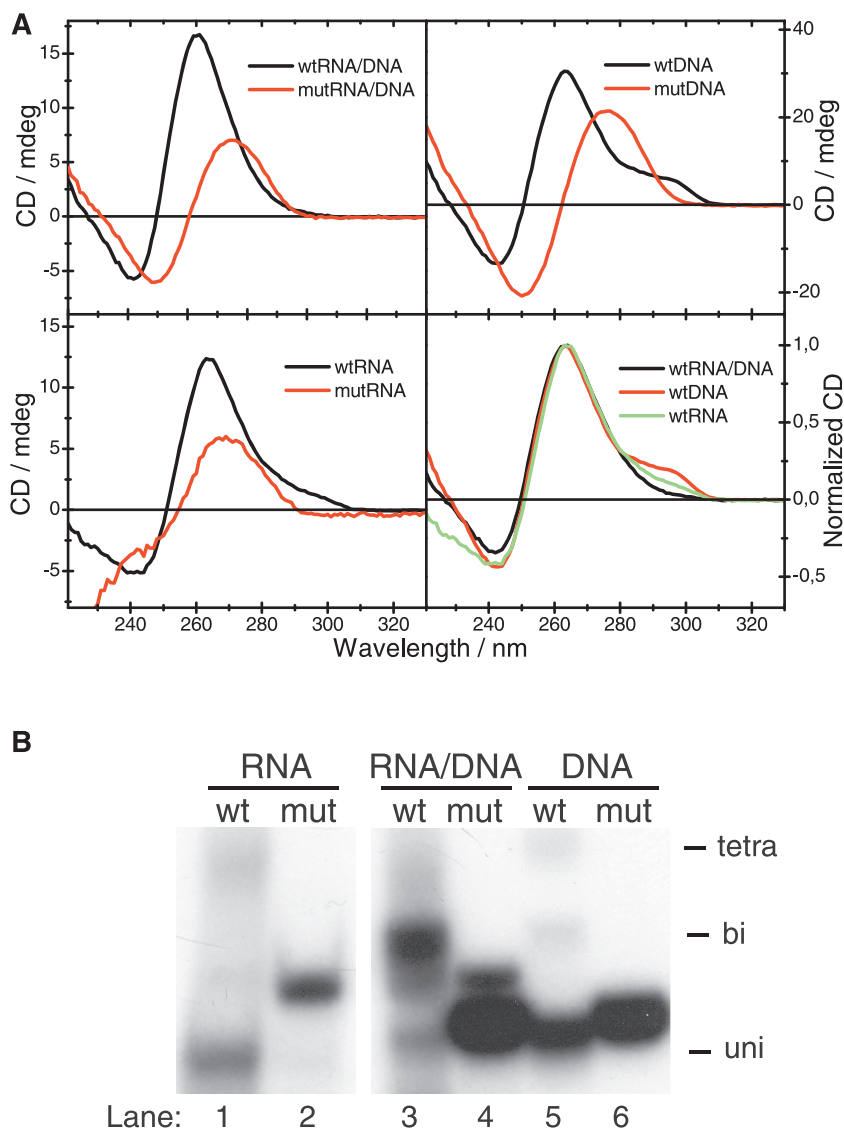 A
15
10
5
0
-5
CD / mdeg
wtRNA/DNA
mutRNA/DNA
40
20
0
-20
CD / mdeg
wtDNA
mutDNA
15
10
5
0
-5
CD / mdeg
wtRNA
mutRNA
1,0
0,5
0,0
-0,5
Normalized CD
wtRNA/DNA
wtDNA
wtRNA
240 260 280 300 320 240 260 280 300 320
Wavelength / nm
B
RNA RNA/DNA DNA
wt mut wt mut wt mut
tetra
bi
uni
Lane: 1 2 3 4 5 6